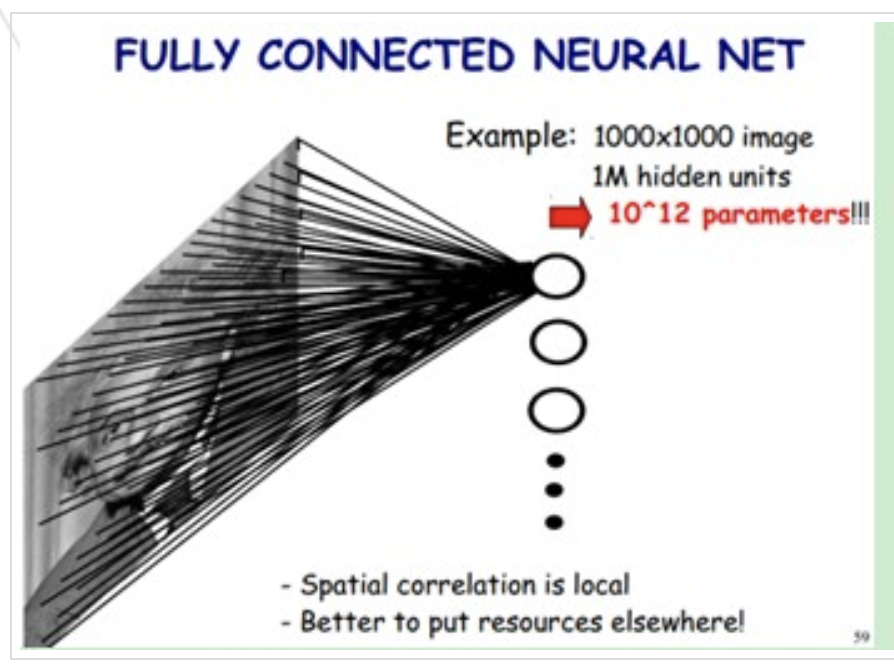 FULLY CONNECTED NEURAL NET
Example: 1000x1000 image
1M hidden units
10^12 parameters!!!
- Spatial correlation is local
- Better to put resources elsewhere!
59